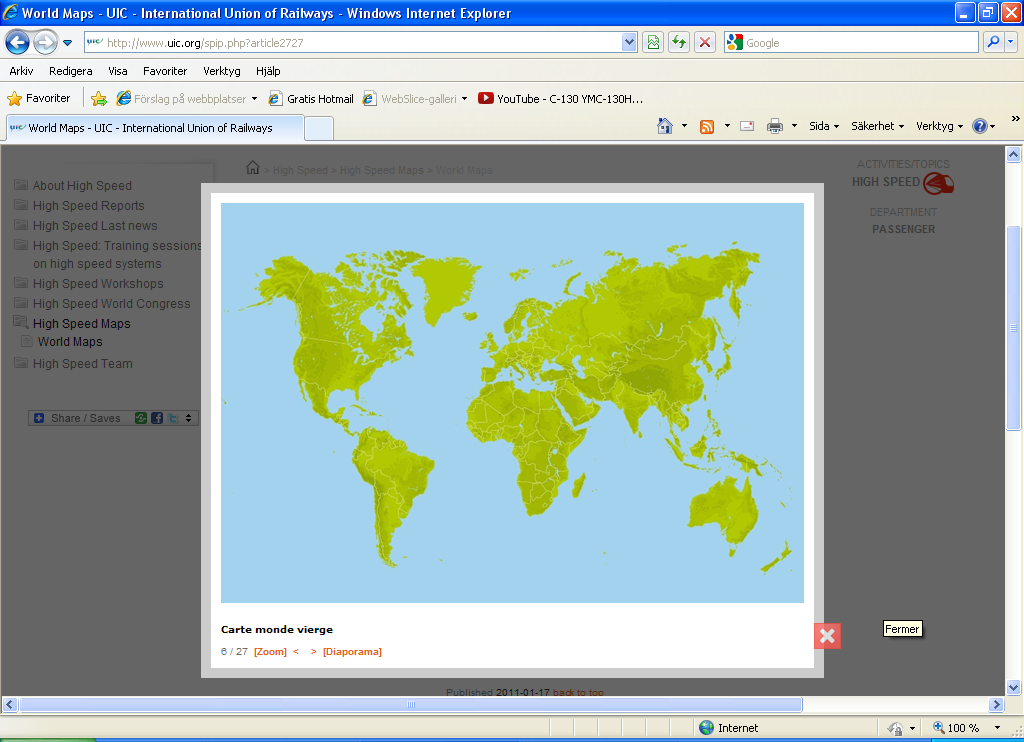 World Maps - UIC - International Union of Railways - Windows Internet Explorer
http://www.uic.org/spip.php?article2727
Google
Arkiv Redigera Visa Favoriter Verktyg Hjälp
Favoriter Förslag på webbplatser Gratis Hotmail WebSlice-galleri YouTube - C-130 YMC-130H...
UIC World Maps - UIC - International Union of Railways
Sida Säkerhet Verktyg
> High Speed > High Speed Maps > World Maps
About High Speed
High Speed Reports
High Speed Last news
High Speed: Training sessions
on high speed systems
High Speed Workshops
High Speed World Congress
High Speed Maps
World Maps
High Speed Team
Share / Saves
ACTIVITIES/TOPICS
HIGH SPEED
DEPARTMENT
PASSENGER
Carte monde vierge
6 / 27 [Zoom] < > [Diaporama]
Fermer
Published 2011-01-17 back to top
Internet
100 %